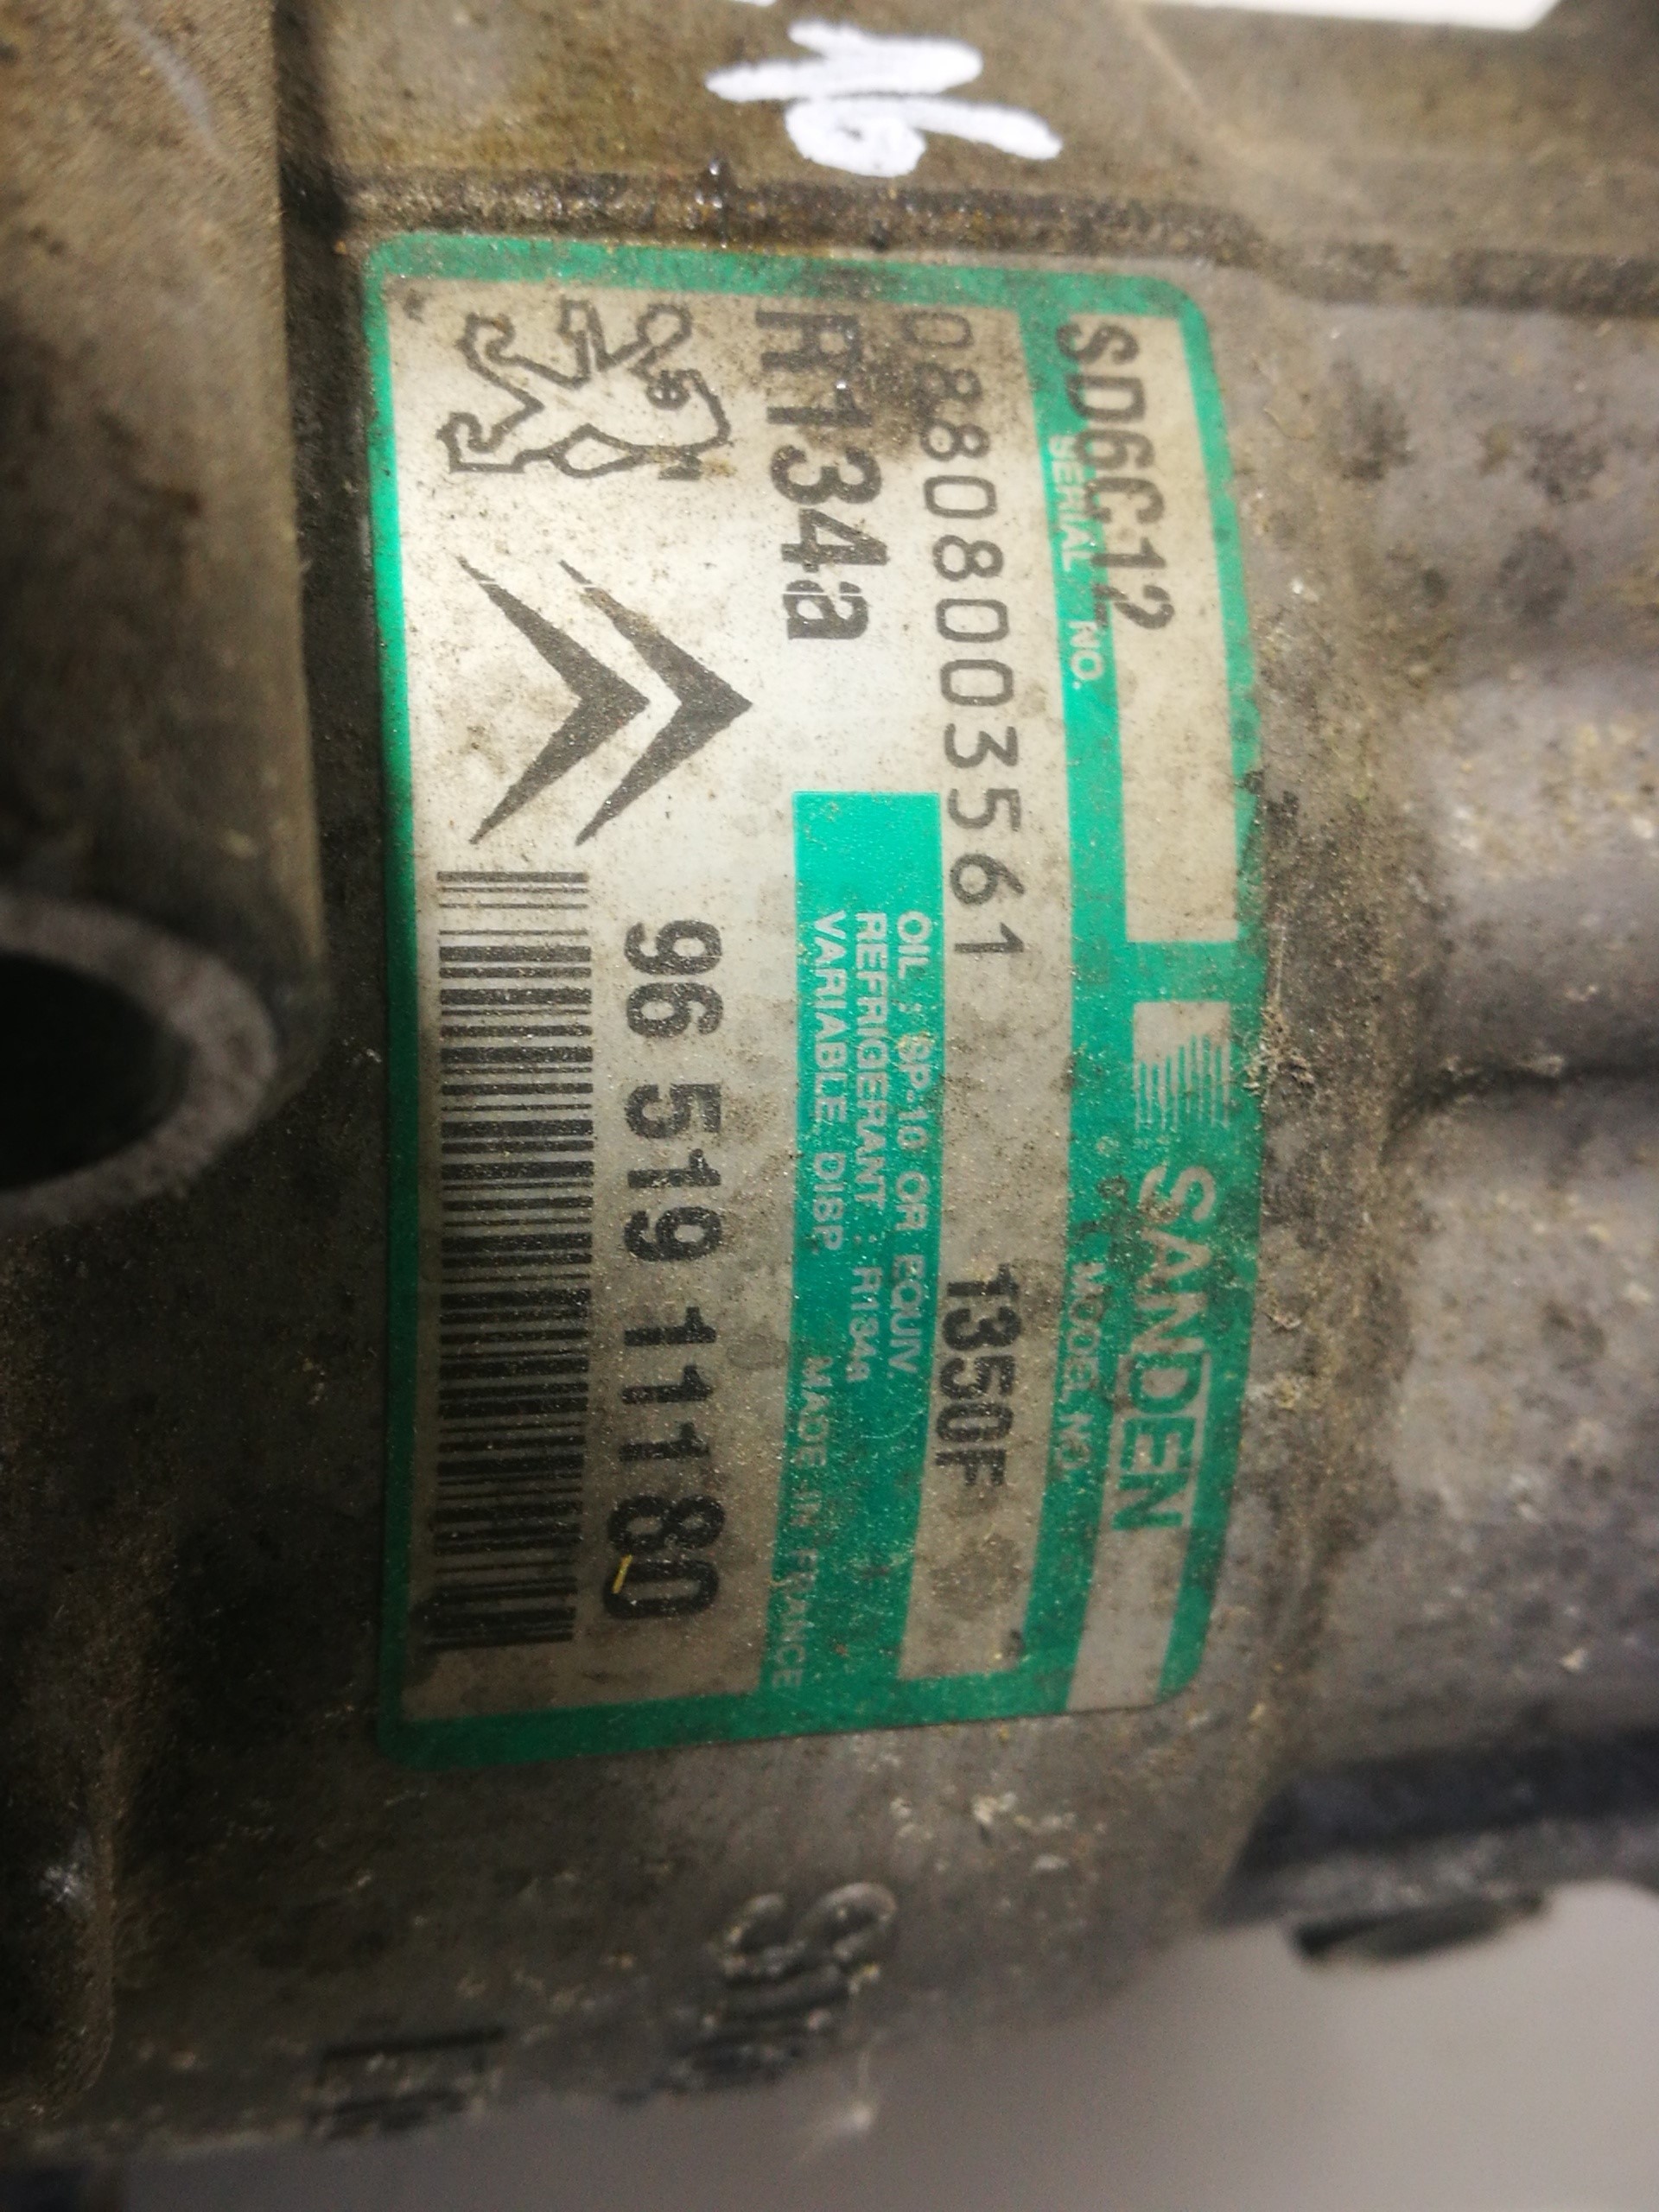 SD6C12
SANDEN
SERIAL NO.
MODEL NO.
08808003561
1350F
R134a
OIL : SP-10 OR EQUIV.
REFRIGERANT : R134a
VARIABLE DISP.
MADE IN FRANCE
96 519 111 80